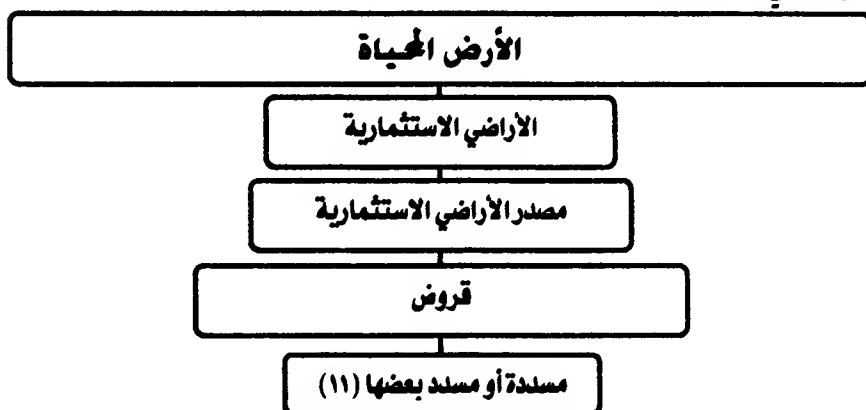 الأرض المحياة
الأراضي الاستثمارية
مصدر الأراضي الاستثمارية
قروض
مسددة أو مسدد بعضها (١١)